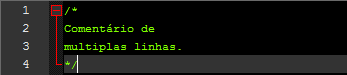 1 /*
2 Comentário de
3 multiplas linhas.
4 */